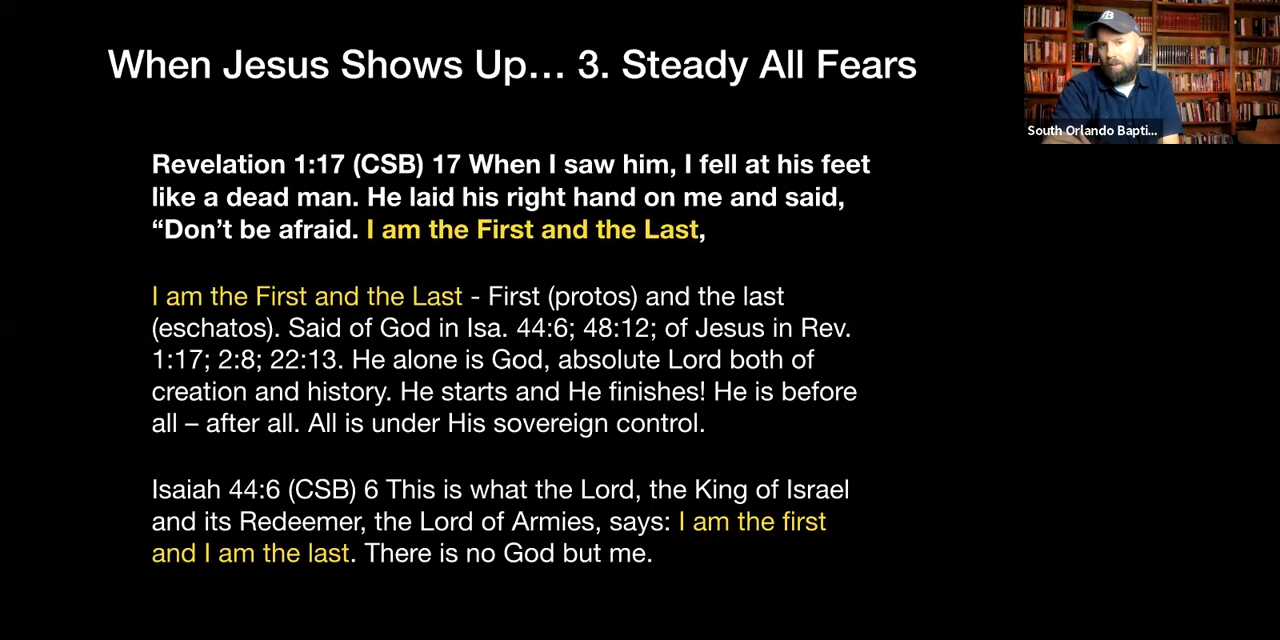 When Jesus Shows Up... 3. Steady All Fears
South Orlando Bapti...
Revelation 1:17 (CSB) 17 When I saw him, I fell at his feet
like a dead man. He laid his right hand on me and said,
“Don’t be afraid. I am the First and the Last,
I am the First and the Last - First (protos) and the last
(eschatos). Said of God in Isa. 44:6; 48:12; of Jesus in Rev.
1:17; 2:8; 22:13. He alone is God, absolute Lord both of
creation and history. He starts and He finishes! He is before
all – after all. All is under His sovereign control.
Isaiah 44:6 (CSB) 6 This is what the Lord, the King of Israel
and its Redeemer, the Lord of Armies, says: I am the first
and I am the last. There is no God but me.